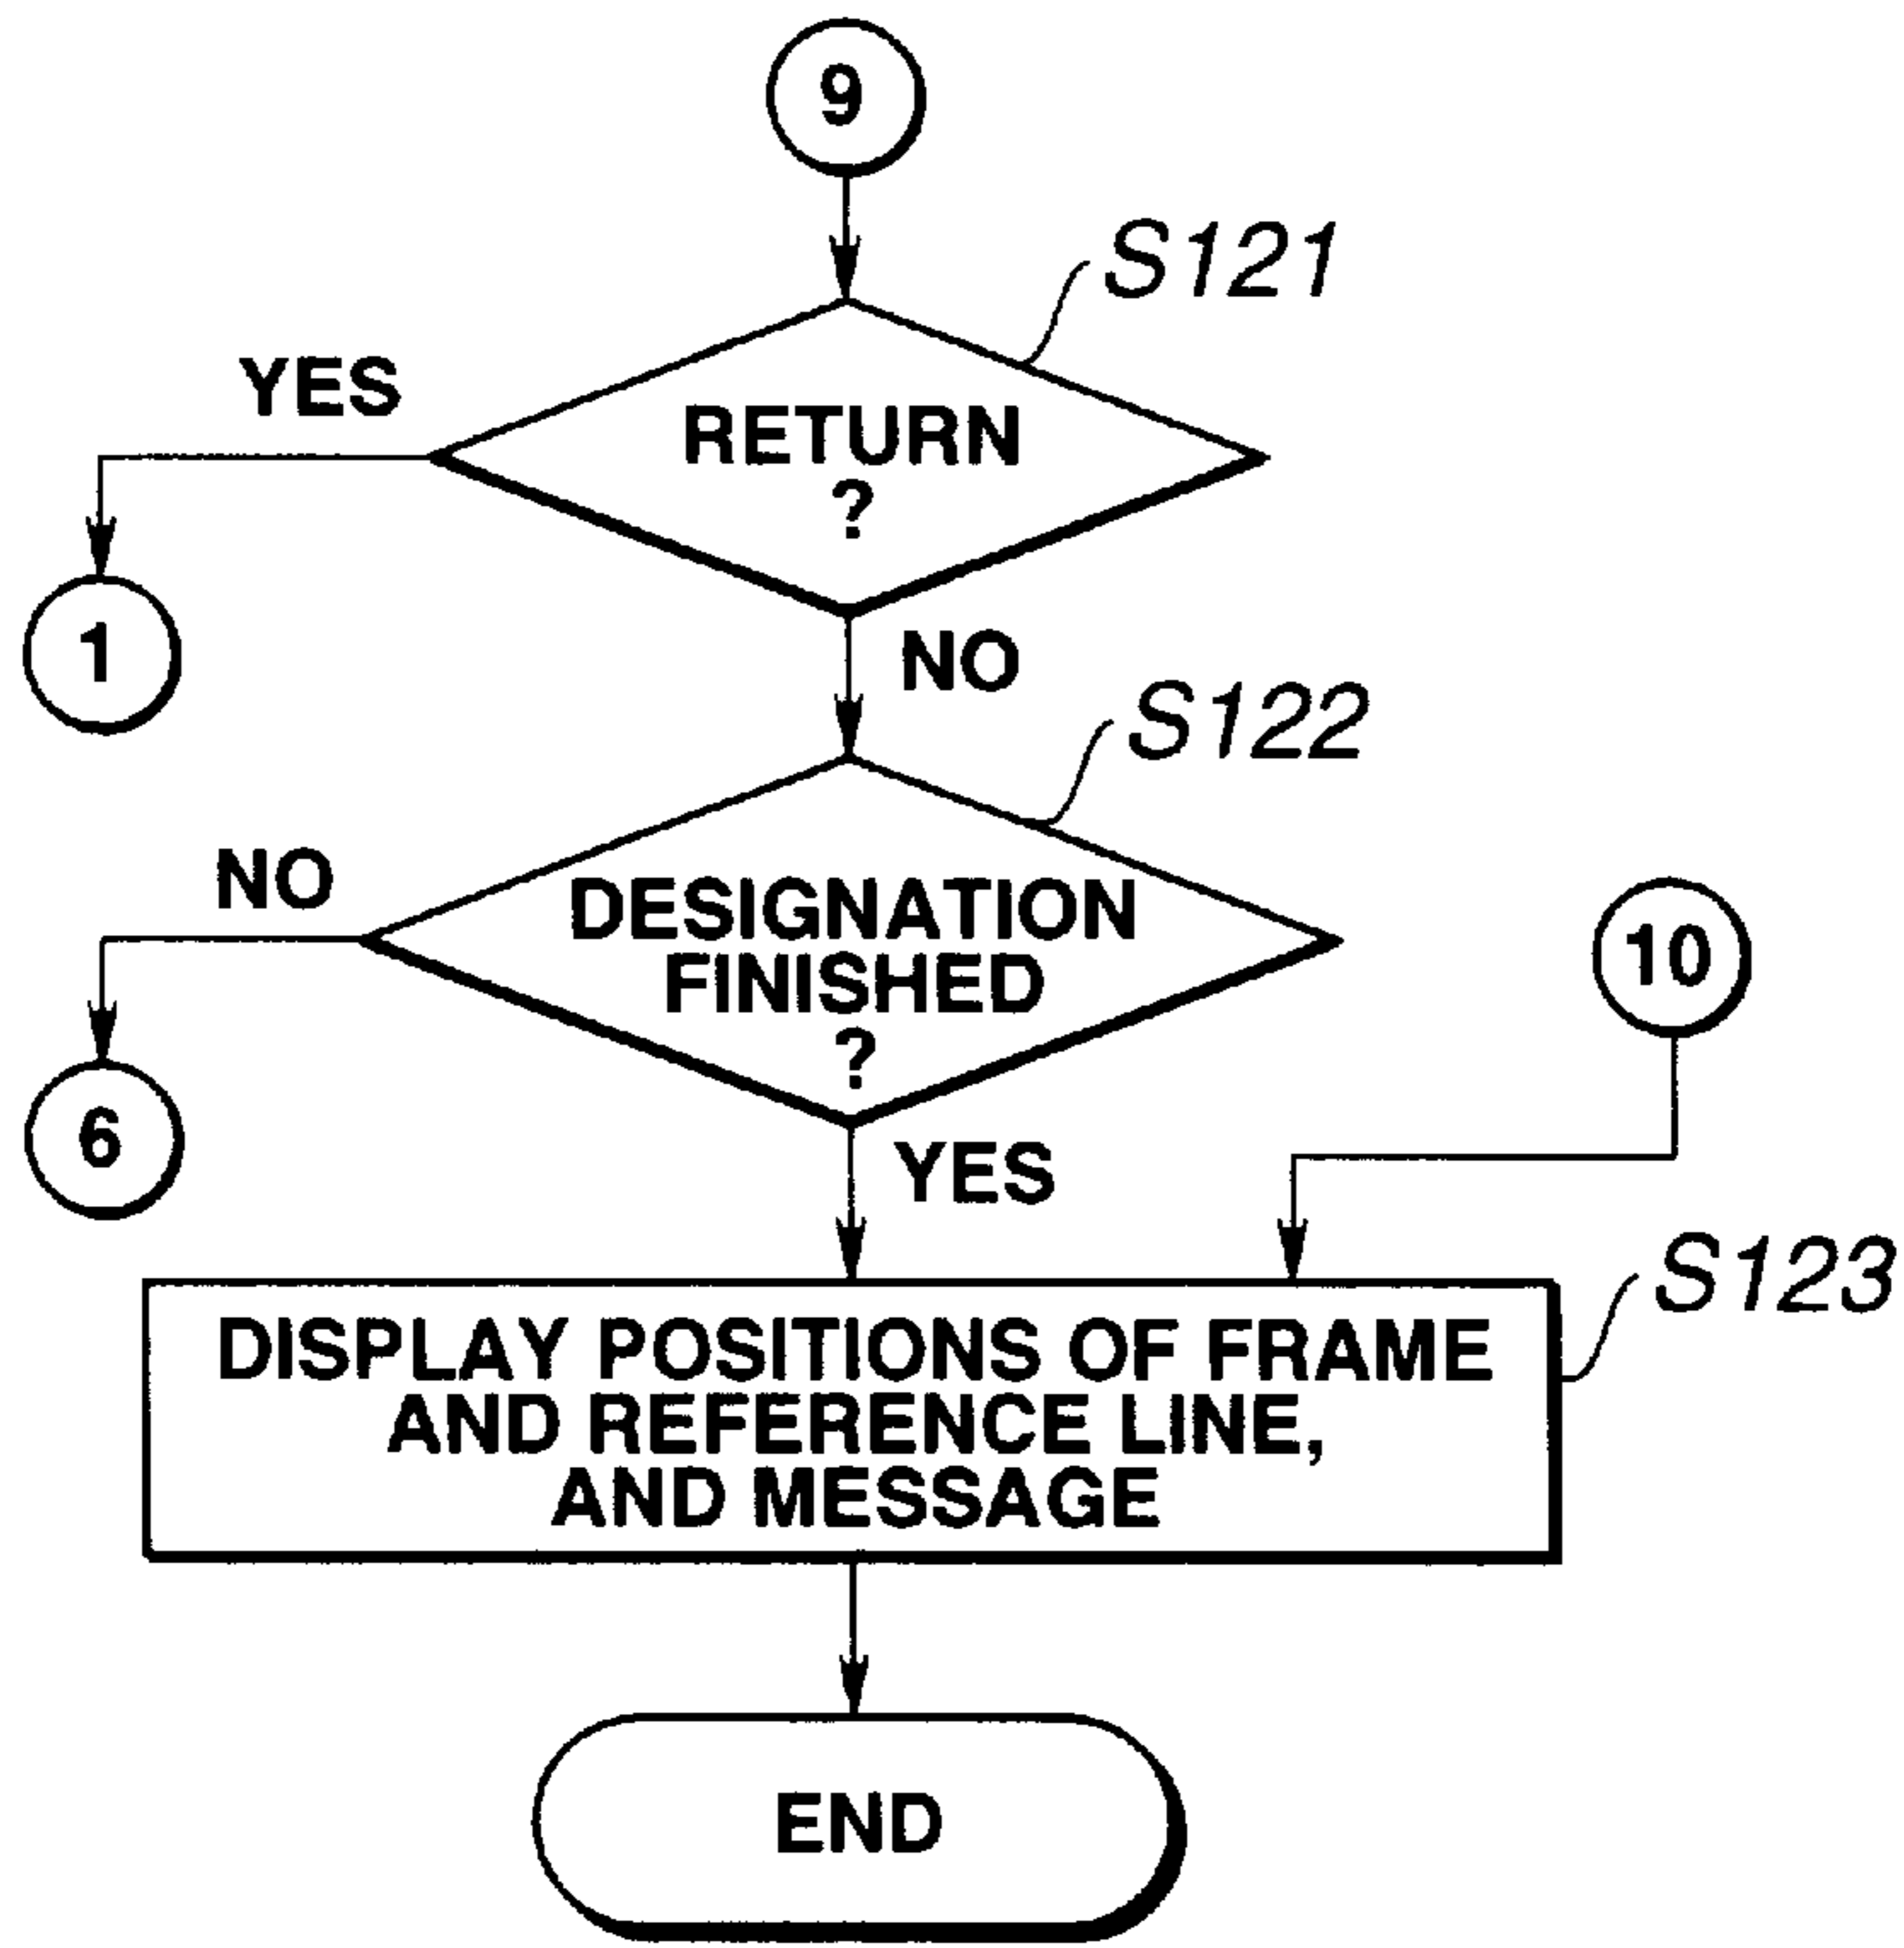 9
S121
YES
RETURN
?
1
NO
S122
NO
DESIGNATION
FINISHED
?
10
6
YES
S123
DISPLAY POSITIONS OF FRAME
AND REFERENCE LINE,
AND MESSAGE
END